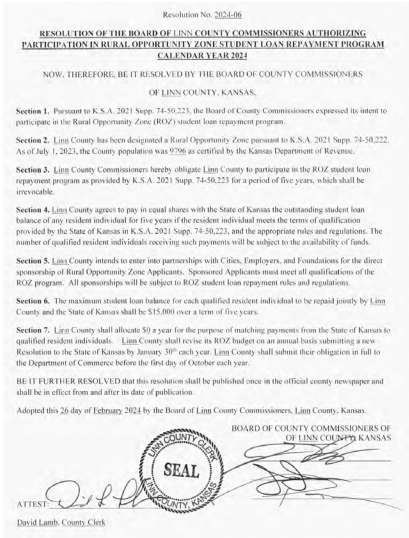 Resolution No. 2024-06
RESOLUTION OF THE BOARD OF LINN COUNTY COMMISSIONERS AUTHORIZING
PARTICIPATION IN RURAL OPPORTUNITY ZONE STUDENT LOAN REPAYMENT PROGRAM
CALENDAR YEAR 2024
NOW, THEREFORE, BE IT RESOLVED BY THE BOARD OF COUNTY COMMISSIONERS
OF LINN COUNTY, KANSAS,
Section 1. Pursuant to K.S.A. 2021 Supp. 74-50,223, the Board of County Commissioners expressed its intent to
participate in the Rural Opportunity Zone (ROZ) student loan repayment program.
Section 2. Linn County has been designated a Rural Opportunity Zone pursuant to K.S.A. 2021 Supp. 74-50,222.
As of July 1, 2023, the County population was 9796 as certified by the Kansas Department of Revenue.
Section 3. Linn County Commissioners hereby obligate Linn County to participate in the ROZ student loan
repayment program as provided by K.S.A. 2021 Supp. 74-50,223 for a period of five years, which shall be
irrevocable.
Section 4. Linn County agrees to pay in equal shares with the State of Kansas the outstanding student loan
balance of any resident individual for five years if the resident individual meets the terms of qualification
provided by the State of Kansas in K.S.A. 2021 Supp. 74-50,223, and the appropriate rules and regulations. The
number of qualified resident individuals receiving such payments will be subject to the availability of funds.
Section 5. Linn County intends to enter into partnerships with Cities, Employers, and Foundations for the direct
sponsorship of Rural Opportunity Zone Applicants. Sponsored Applicants must meet all qualifications of the
ROZ program. All sponsorships will be subject to ROZ student loan repayment rules and regulations.
Section 6. The maximum student loan balance for each qualified resident individual to be repaid jointly by Linn
County and the State of Kansas shall be $15,000 over a term of five years.
Section 7. Linn County shall allocate $0 a year for the purpose of matching payments from the State of Kansas to
qualified resident individuals. Linn County shall revise its ROZ budget on an annual basis submitting a new
Resolution to the State of Kansas by January 30th each year. Linn County shall submit their obligation in full to
the Department of Commerce before the first day of October each year.
BE IT FURTHER RESOLVED that this resolution shall be published once in the official county newspaper and
shall be in effect from and after its date of publication.
Adopted this 26 day of February 2024 by the Board of Linn County Commissioners, Linn County, Kansas.
BOARD OF COUNTY COMMISSIONERS OF
OF LINN COUNTY, KANSAS
LINN COUNTY CLERK
SEAL
LINN COUNTY, KANSAS
ATTEST:
David Lamb, County Clerk